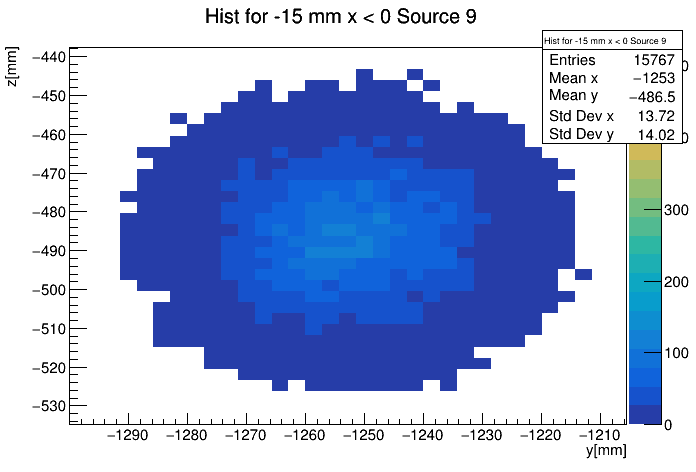 Hist for -15 mm x < 0 Source 9
Hist for -15 mm x < 0 Source 9
Entries 15767
Mean x −1253
Mean y −486.5
Std Dev x 13.72
Std Dev y 14.02
z[mm]
−440
−450
−460
−470
−480
−490
−500
−510
−520
−530
−1290 −1280 −1270 −1260 −1250 −1240 −1230 −1220 −1210
y[mm]
300
200
100
0